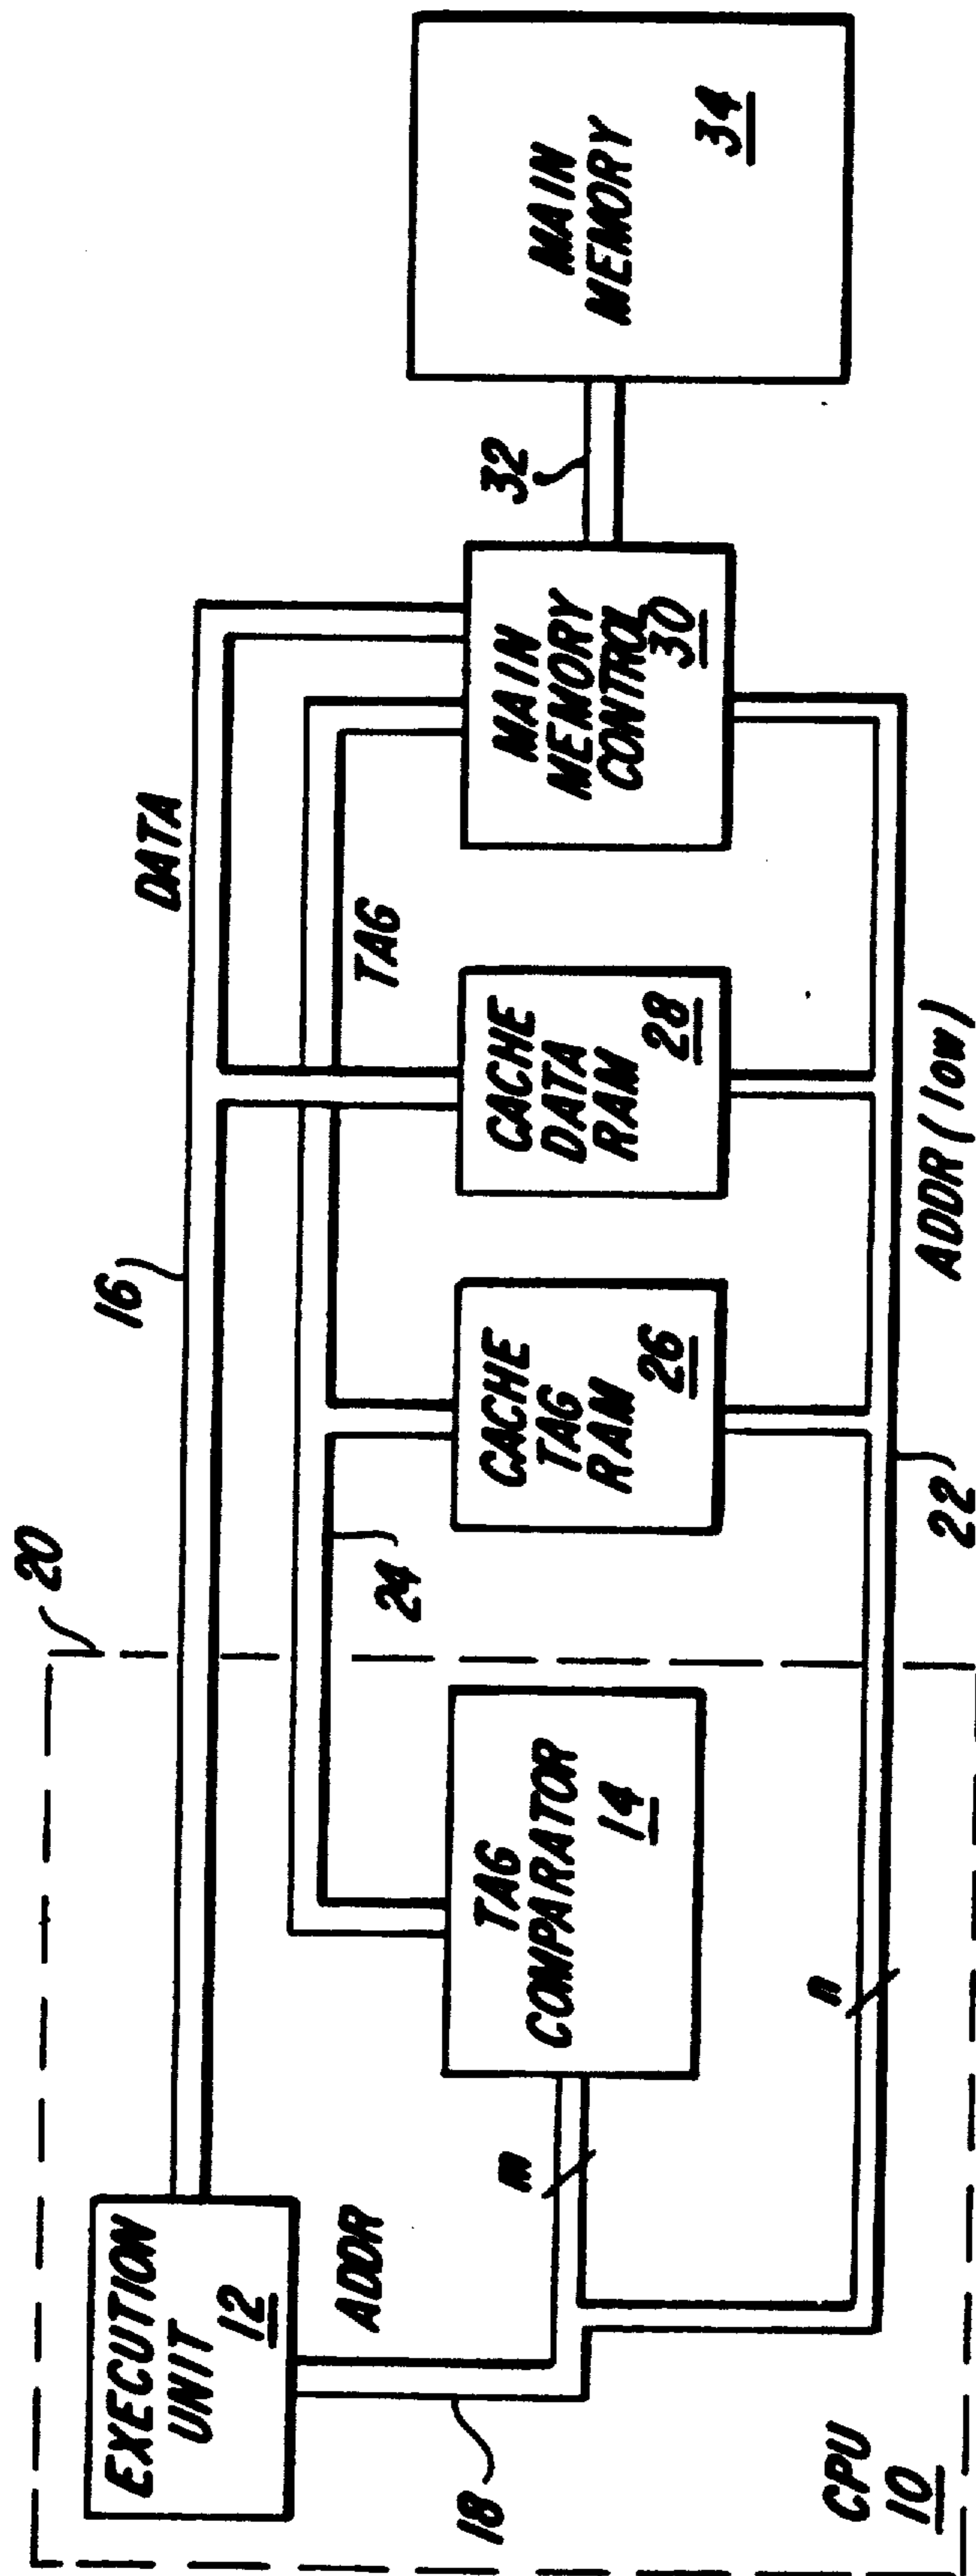 20
EXECUTION
UNIT
12
ADDR
18
CPU
10
m
n
TAG
COMPARATOR
14
16
24
CACHE
TAG
RAM
26
22
ADDR(low)
CACHE
DATA
RAM
28
TAG
DATA
MAIN
MEMORY
CONTROL
30
32
MAIN
MEMORY
34